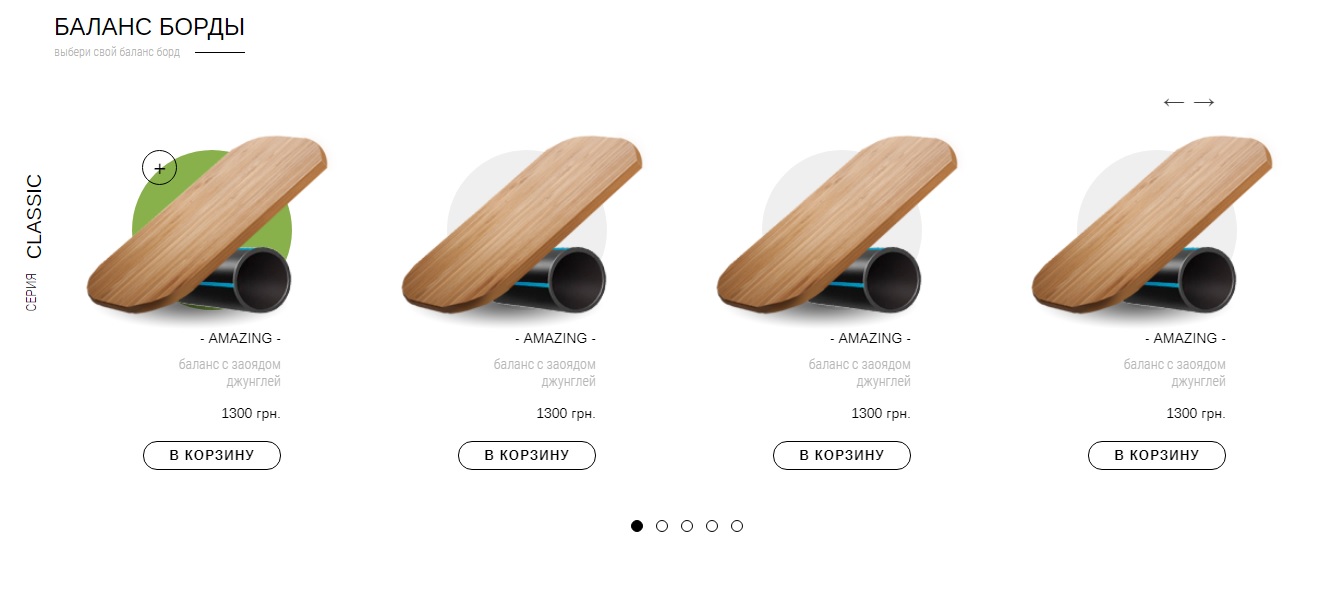 БАЛАНС БОРДЫ
выбери свой баланс борд
СЕРИЯ CLASSIC
- AMAZING -
баланс с заоядом
джунглей
1300 грн.
В КОРЗИНУ
- AMAZING -
баланс с заоядом
джунглей
1300 грн.
В КОРЗИНУ
- AMAZING -
баланс с заоядом
джунглей
1300 грн.
В КОРЗИНУ
- AMAZING -
баланс с заоядом
джунглей
1300 грн.
В КОРЗИНУ